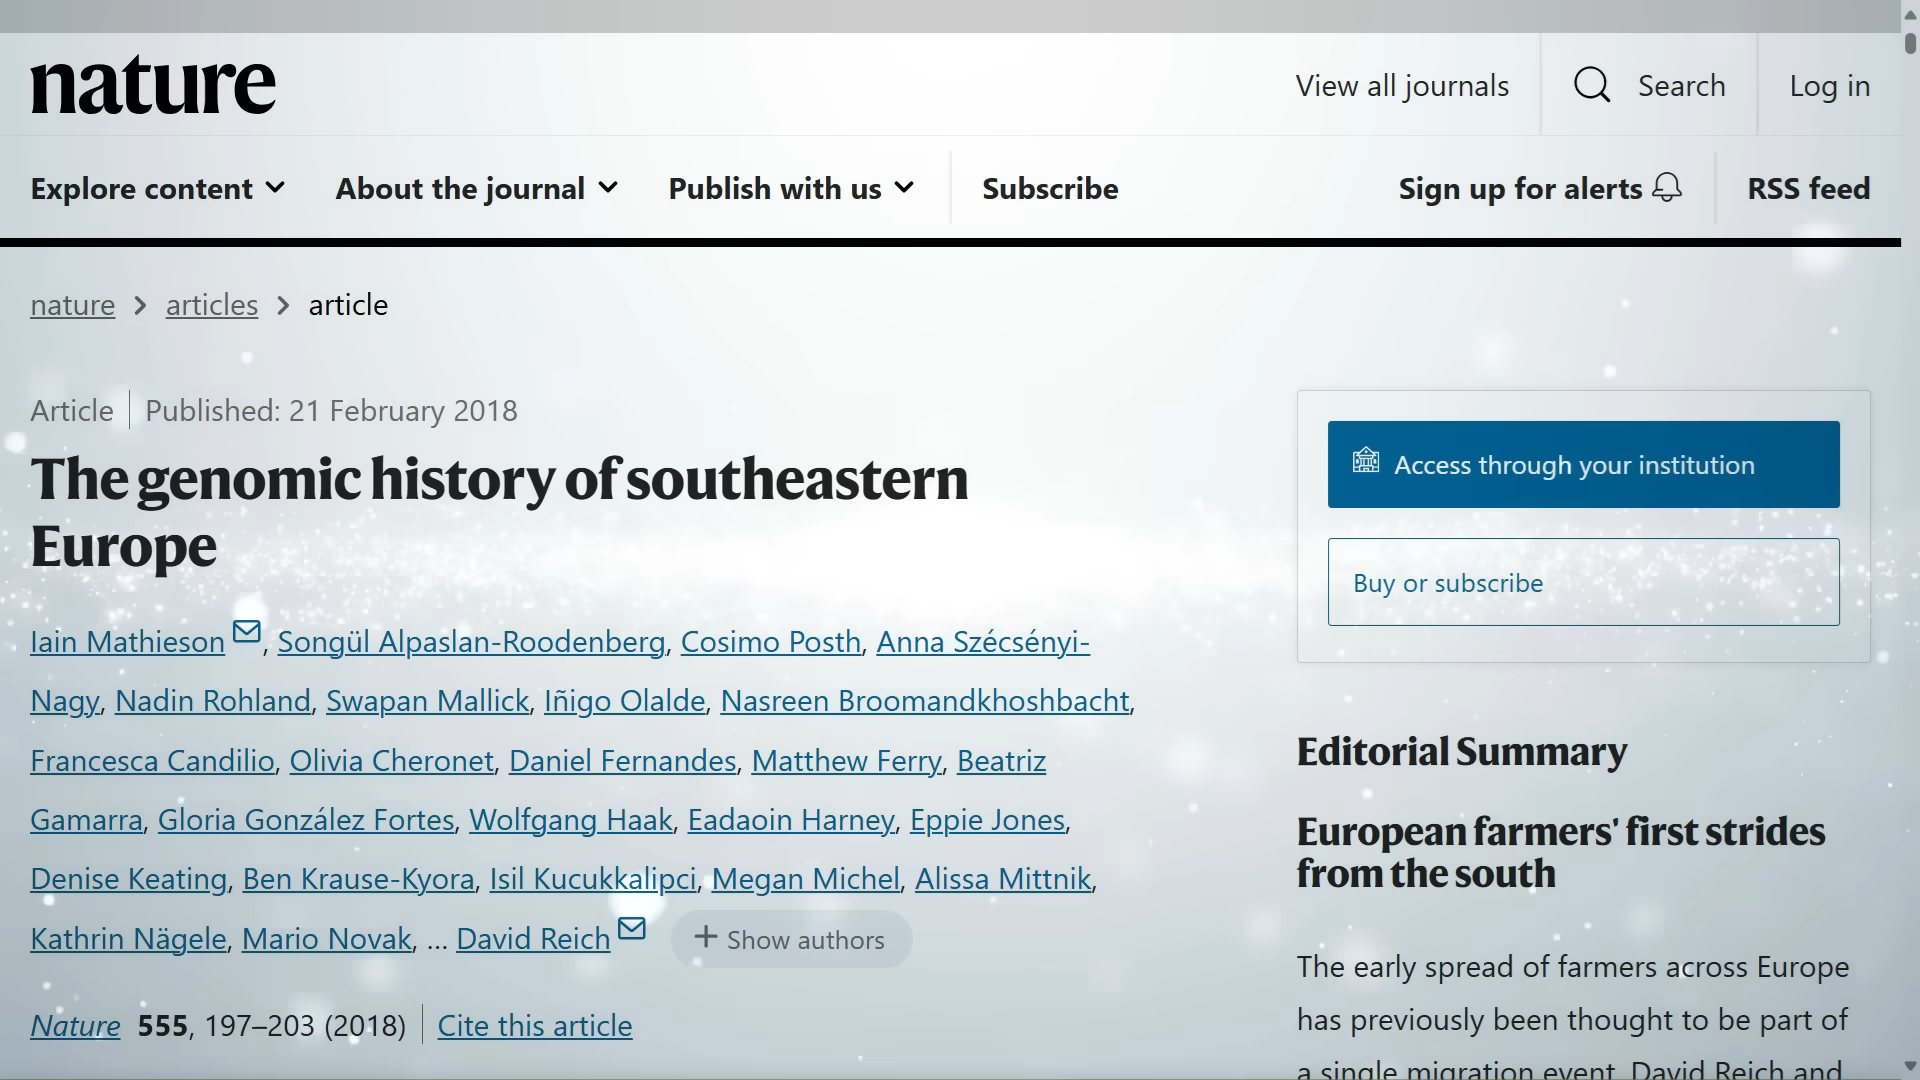 nature
View all journals
Search
Log in
Explore content
About the journal
Publish with us
Subscribe
Sign up for alerts
RSS feed
nature > articles > article
Article
Published: 21 February 2018
The genomic history of southeastern
Europe
Iain Mathieson, Songül Alpaslan-Roodenberg, Cosimo Posth, Anna Szécsényi-
Nagy, Nadin Rohland, Swapan Mallick, Iñigo Olalde, Nasreen Broomandkhoshbacht,
Francesca Candilio, Olivia Cheronet, Daniel Fernandes, Matthew Ferry, Beatriz
Gamarra, Gloria González Fortes, Wolfgang Haak, Eadaoin Harney, Eppie Jones,
Denise Keating, Ben Krause-Kyora, Isil Kucukkalipci, Megan Michel, Alissa Mittnik,
Kathrin Nägele, Mario Novak, … David Reich
+ Show authors
Nature 555, 197–203 (2018)
Cite this article
Access through your institution
Buy or subscribe
Editorial Summary
European farmers' first strides
from the south
The early spread of farmers across Europe
has previously been thought to be part of
a single migration event. David Reich and